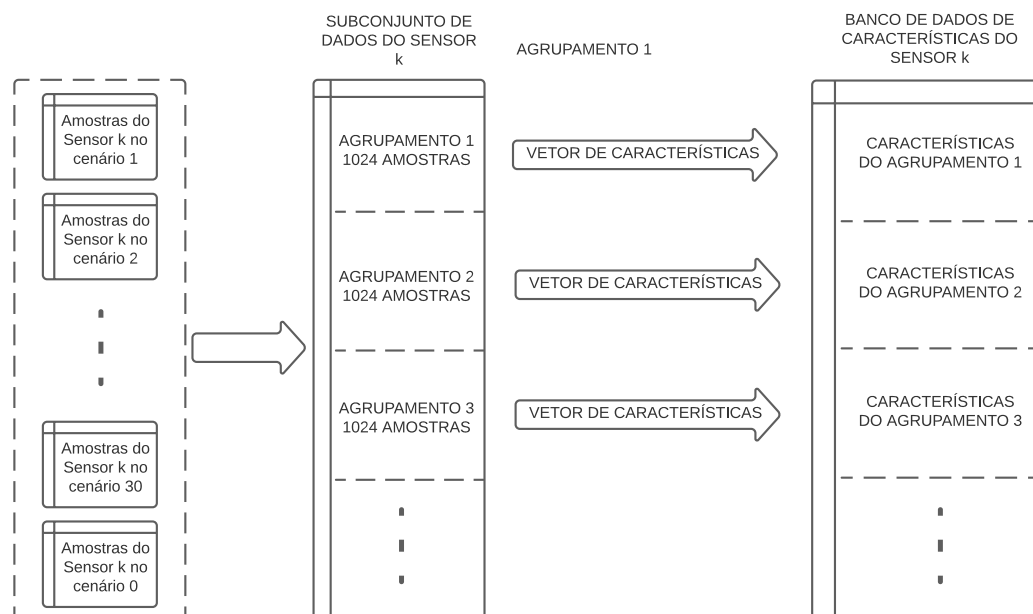 SUBCONJUNTO DE
DADOS DO SENSOR
k
AGRUPAMENTO 1
BANCO DE DADOS DE
CARACTERÍSTICAS DO
SENSOR k
Amostras do
Sensor k no
cenário 1
Amostras do
Sensor k no
cenário 2
Amostras do
Sensor k no
cenário 30
Amostras do
Sensor k no
cenário 0
AGRUPAMENTO 1
1024 AMOSTRAS
VETOR DE CARACTERÍSTICAS
CARACTERÍSTICAS
DO AGRUPAMENTO 1
AGRUPAMENTO 2
1024 AMOSTRAS
VETOR DE CARACTERÍSTICAS
CARACTERÍSTICAS
DO AGRUPAMENTO 2
AGRUPAMENTO 3
1024 AMOSTRAS
VETOR DE CARACTERÍSTICAS
CARACTERÍSTICAS
DO AGRUPAMENTO 3